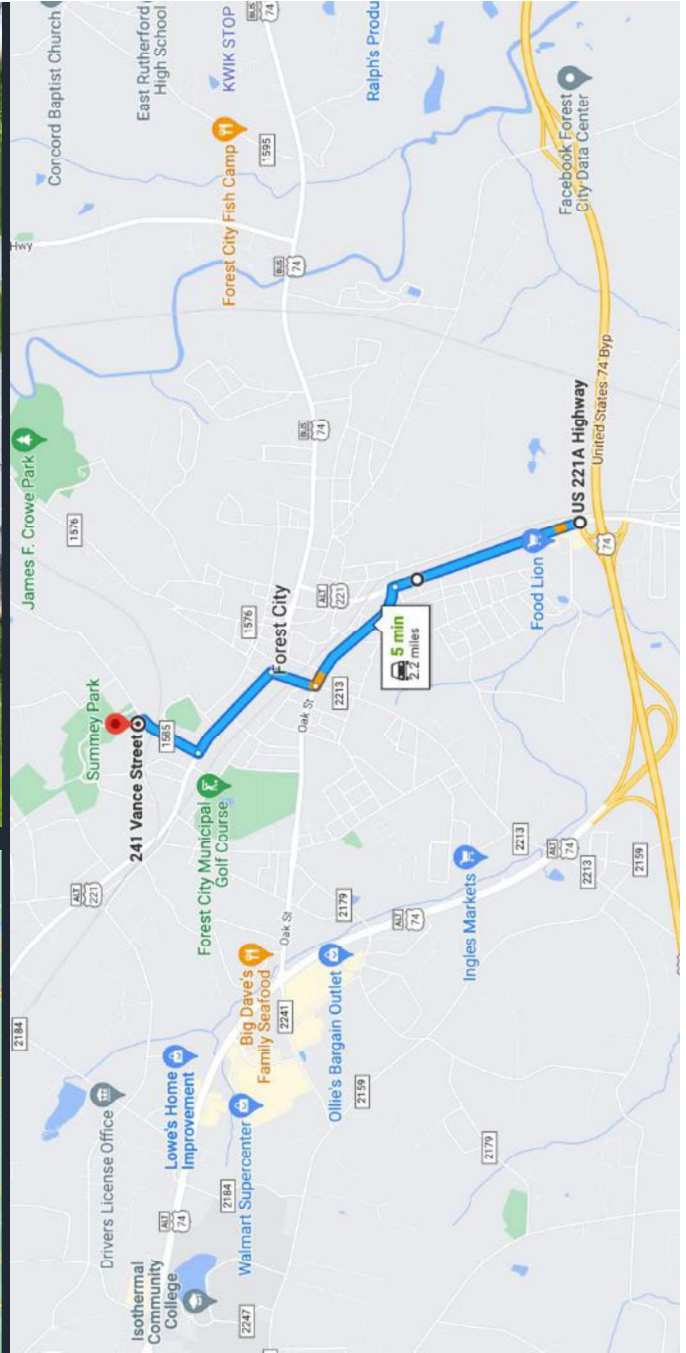 2184
Hwy
Concord Baptist Church
James F. Crowe Park
1576
Summey Park
ALT
221
Drivers License Office
241 Vance Street
East Rutherford
High School
Isothermal
Community
College
ALT
74
Lowe's Home
Improvement
1585
Forest City Municipal
Golf Course
2184
2247
Walmart Supercenter
Big Dave's
Family Seafood
1576
Forest City Fish Camp
KWIK STOP
1595
BUS
74
Forest City
2241
Oak St
Oak St
BUS
74
BUS
74
Ollie's Bargain Outlet
2179
2213
ALT
221
2159
ALT
74
5 min
2.2 miles
Ralph's Produ
Ingles Markets
2179
2213
Food Lion
ALT
74
2213
US 221A Highway
Facebook Forest
City Data Center
74
United States 74 Byp
2159